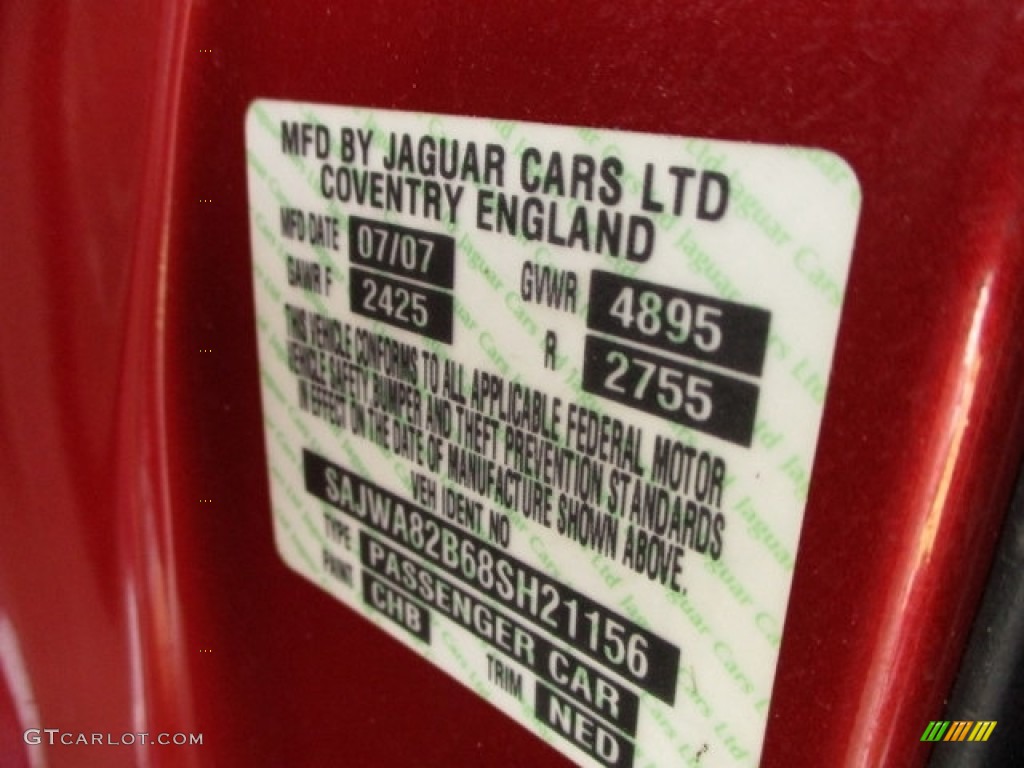 MFD BY JAGUAR CARS LTD
COVENTRY ENGLAND
MFD DATE 07/07 GVWR 4895
GAWR F 2425 R 2755
THIS VEHICLE CONFORMS TO ALL APPLICABLE FEDERAL MOTOR
VEHICLE SAFETY, BUMPER AND THEFT PREVENTION STANDARDS
IN EFFECT ON THE DATE OF MANUFACTURE SHOWN ABOVE.
VEH IDENT NO
SAJWA82B68SH21156
TYPE PASSENGER CAR
PAINT CHB TRIM NED
GTCARLOT.COM